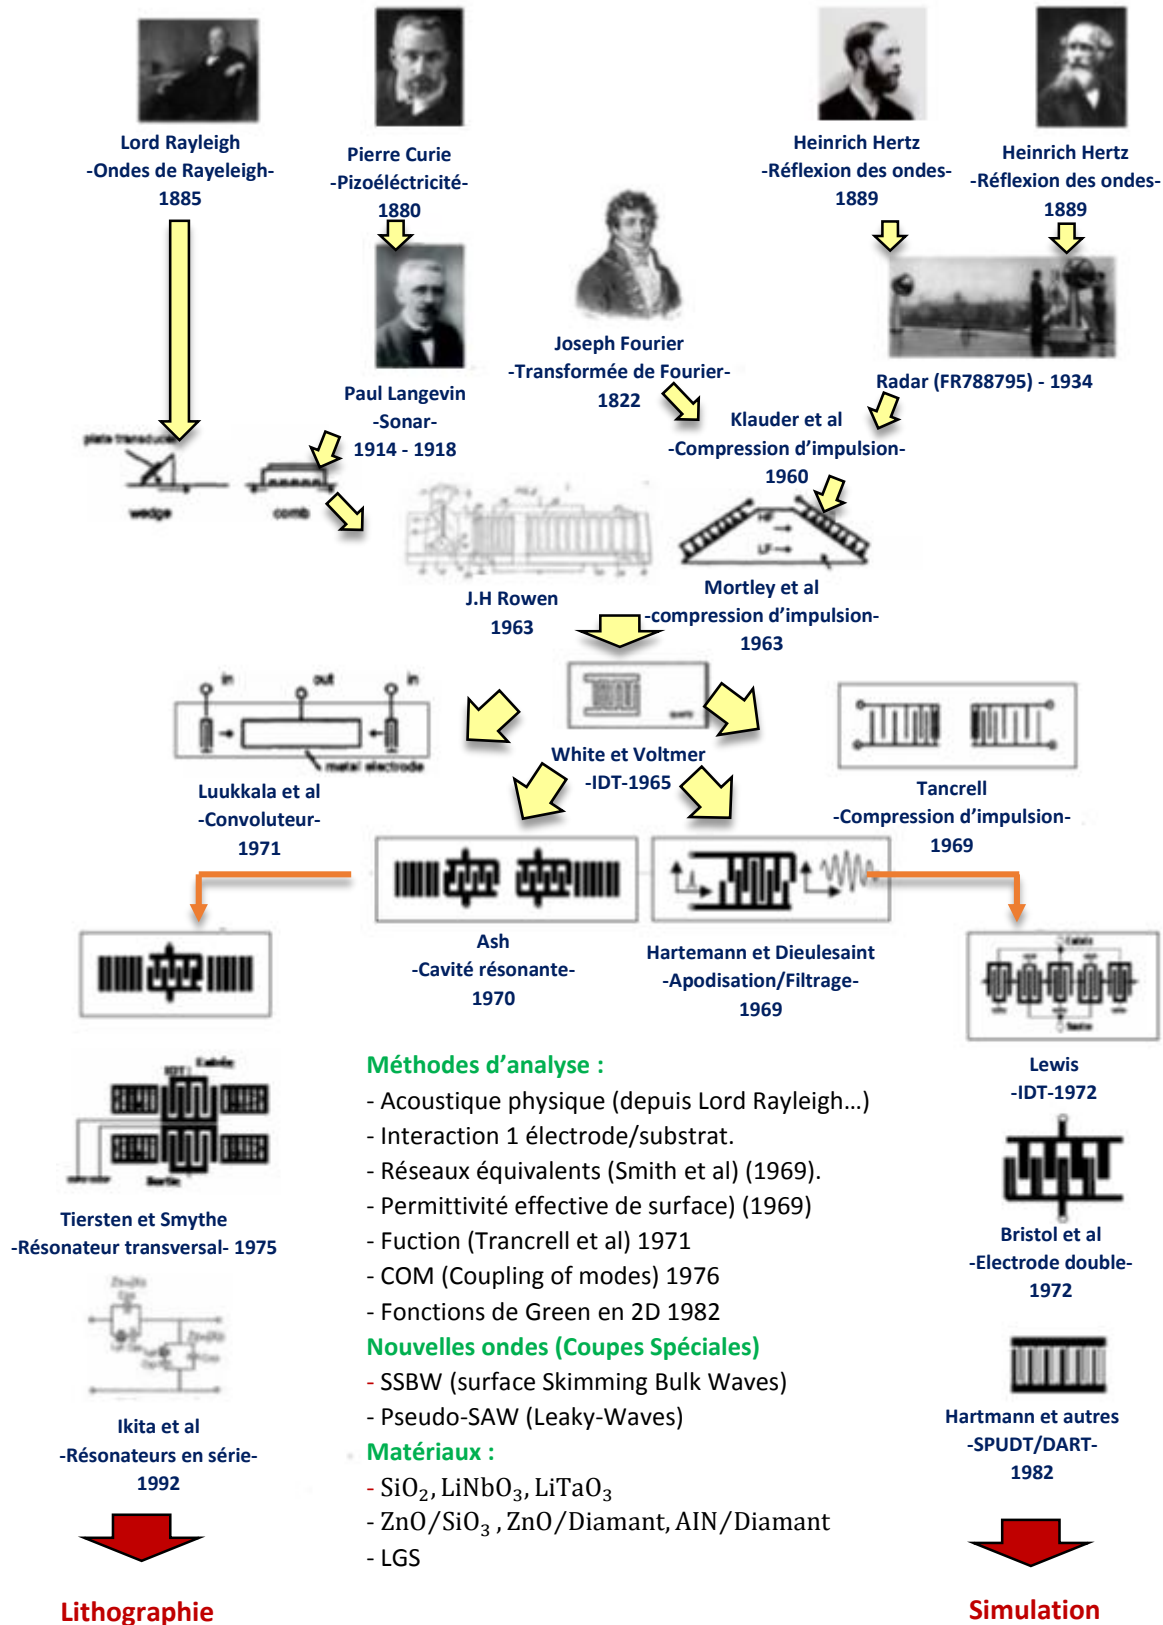 Lord Rayleigh
-Ondes de Rayeleigh-
1885
Pierre Curie
-Pizoéléctricité-
1880
Heinrich Hertz
-Réflexion des ondes-
1889
Heinrich Hertz
-Réflexion des ondes-
1889
Joseph Fourier
-Transformée de Fourier-
1822
Radar (FR788795) - 1934
Paul Langevin
-Sonar-
1914 - 1918
Klauder et al
-Compression d’impulsion-
1960
plate transducer
wedge
comb
HF
LF
J.H Rowen
1963
Mortley et al
-compression d’impulsion-
1963
in
out
in
metal electrode
Luukkala et al
-Convoluteur-
1971
White et Voltmer
-IDT-1965
Tancrell
-Compression d’impulsion-
1969
Ash
-Cavité résonante-
1970
Hartemann et Dieulesaint
-Apodisation/Filtrage-
1969
Lewis
-IDT-1972
IDT
Entrée
Sortie
Tiersten et Smythe
-Résonateur transversal- 1975
Bristol et al
-Electrode double-
1972
Ikita et al
-Résonateurs en série-
1992
Hartmann et autres
-SPUDT/DART-
1982
Méthodes d’analyse :
- Acoustique physique (depuis Lord Rayleigh…)
- Interaction 1 électrode/substrat.
- Réseaux équivalents (Smith et al) (1969).
- Permittivité effective de surface) (1969)
- Fuction (Trancrell et al) 1971
- COM (Coupling of modes) 1976
- Fonctions de Green en 2D 1982
Nouvelles ondes (Coupes Spéciales)
- SSBW (surface Skimming Bulk Waves)
- Pseudo-SAW (Leaky-Waves)
Matériaux :
- SiO₂, LiNbO₃, LiTaO₃
- ZnO/SiO₃ , ZnO/Diamant, AIN/Diamant
- LGS
Lithographie
Simulation